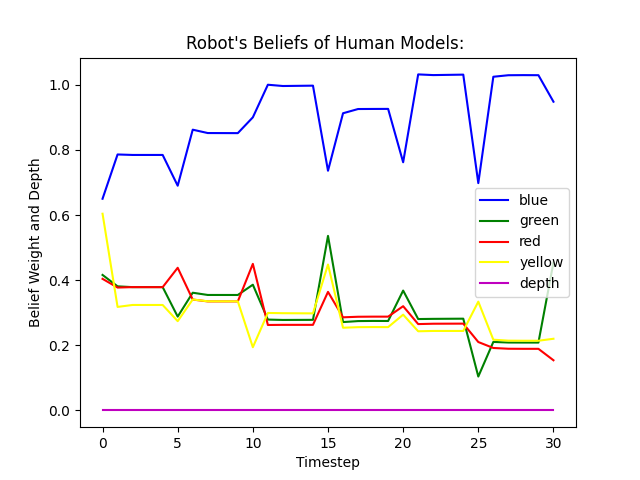 Robot's Beliefs of Human Models:
Belief Weight and Depth
1.0
0.8
0.6
0.4
0.2
0.0
blue
green
red
yellow
depth
0 5 10 15 20 25 30
Timestep